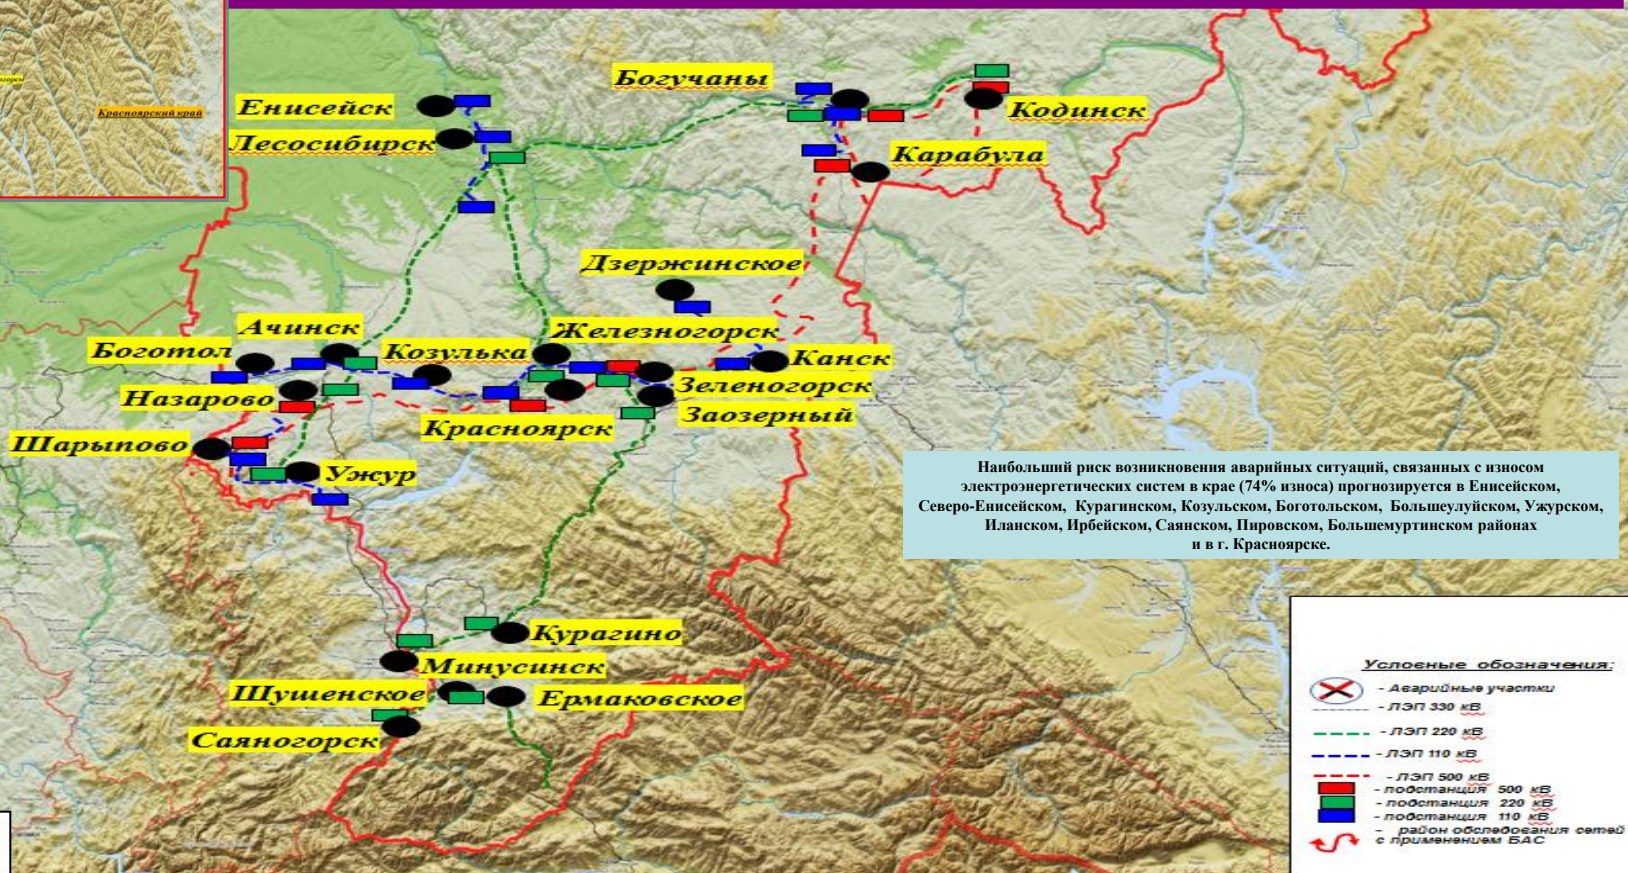 Красноярский край
Богучаны
Енисейск
Кодинск
Лесосибирск
Карабула
Дзержинское
Ачинск
Железногорск
Боготол
Козулька
Канск
Назарово
Зеленогорск
Заозерный
Красноярск
Шарыпово
Ужур
Наибольший риск возникновения аварийных ситуаций, связанных с износом
электроэнергетических систем в крае (74% износа) прогнозируется в Енисейском,
Северо-Енисейском, Курагинском, Козульском, Боготольском, Большеулуйском, Ужурском,
Иланском, Ирбейском, Саянском, Пировском, Большемуртинском районах
и в г. Красноярске.
Курагино
Минусинск
Шушенское
Ермаковское
Саяногорск
Условные обозначения:
- Аварийные участки
- ЛЭП 330 кВ
- ЛЭП 220 кВ
- ЛЭП 110 кВ
- ЛЭП 500 кВ
- подстанция 500 кВ
- подстанция 220 кВ
- подстанция 110 кВ
- район обследования сетей
с применением БАС